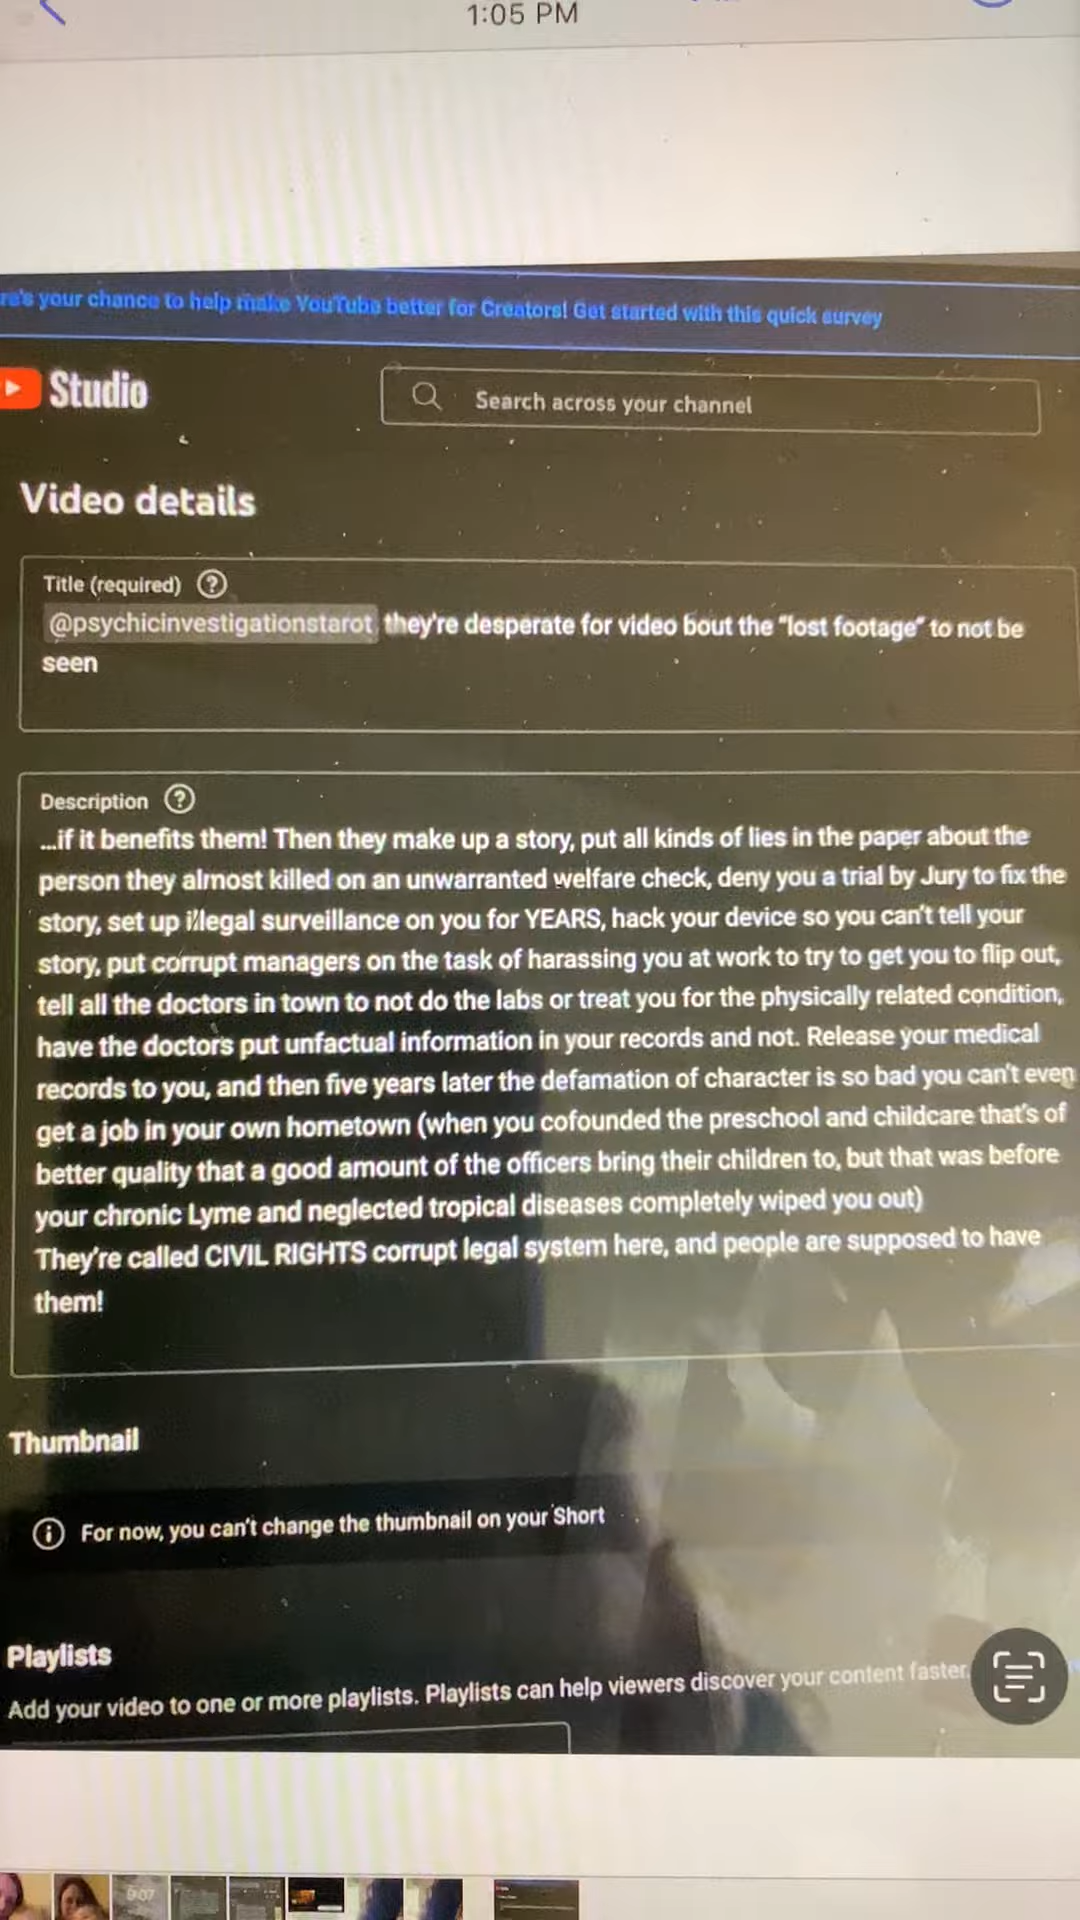 1:05 PM
re's your chance to help make YouTube better for Creators! Get started with this quick survey
Studio
Search across your channel
Video details
Title (required)
@psychicinvestigationstarot they're desperate for video bout the "lost footage" to not be
seen
Description
...if it benefits them! Then they make up a story, put all kinds of lies in the paper about the
person they almost killed on an unwarranted welfare check, deny you a trial by Jury to fix the
story, set up illegal surveillance on you for YEARS, hack your device so you can't tell your
story, put corrupt managers on the task of harassing you at work to try to get you to flip out,
tell all the doctors in town to not do the labs or treat you for the physically related condition,
have the doctors put unfactual information in your records and not. Release your medical
records to you, and then five years later the defamation of character is so bad you can't even
get a job in your own hometown (when you cofounded the preschool and childcare that's of
better quality that a good amount of the officers bring their children to, but that was before
your chronic Lyme and neglected tropical diseases completely wiped you out)
They're called CIVIL RIGHTS corrupt legal system here, and people are supposed to have
them!
Thumbnail
For now, you can't change the thumbnail on your Short
Playlists
Add your video to one or more playlists. Playlists can help viewers discover your content faster.